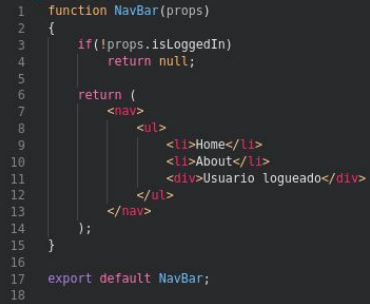 1 function NavBar(props)
2 {
3     if(!props.isLoggedIn)
4         return null;
5
6     return (
7         <nav>
8             <ul>
9                 <li>Home</li>
10                <li>About</li>
11                <div>Usuario logueado</div>
12            </ul>
13        </nav>
14    );
15 }
16
17 export default NavBar;
18